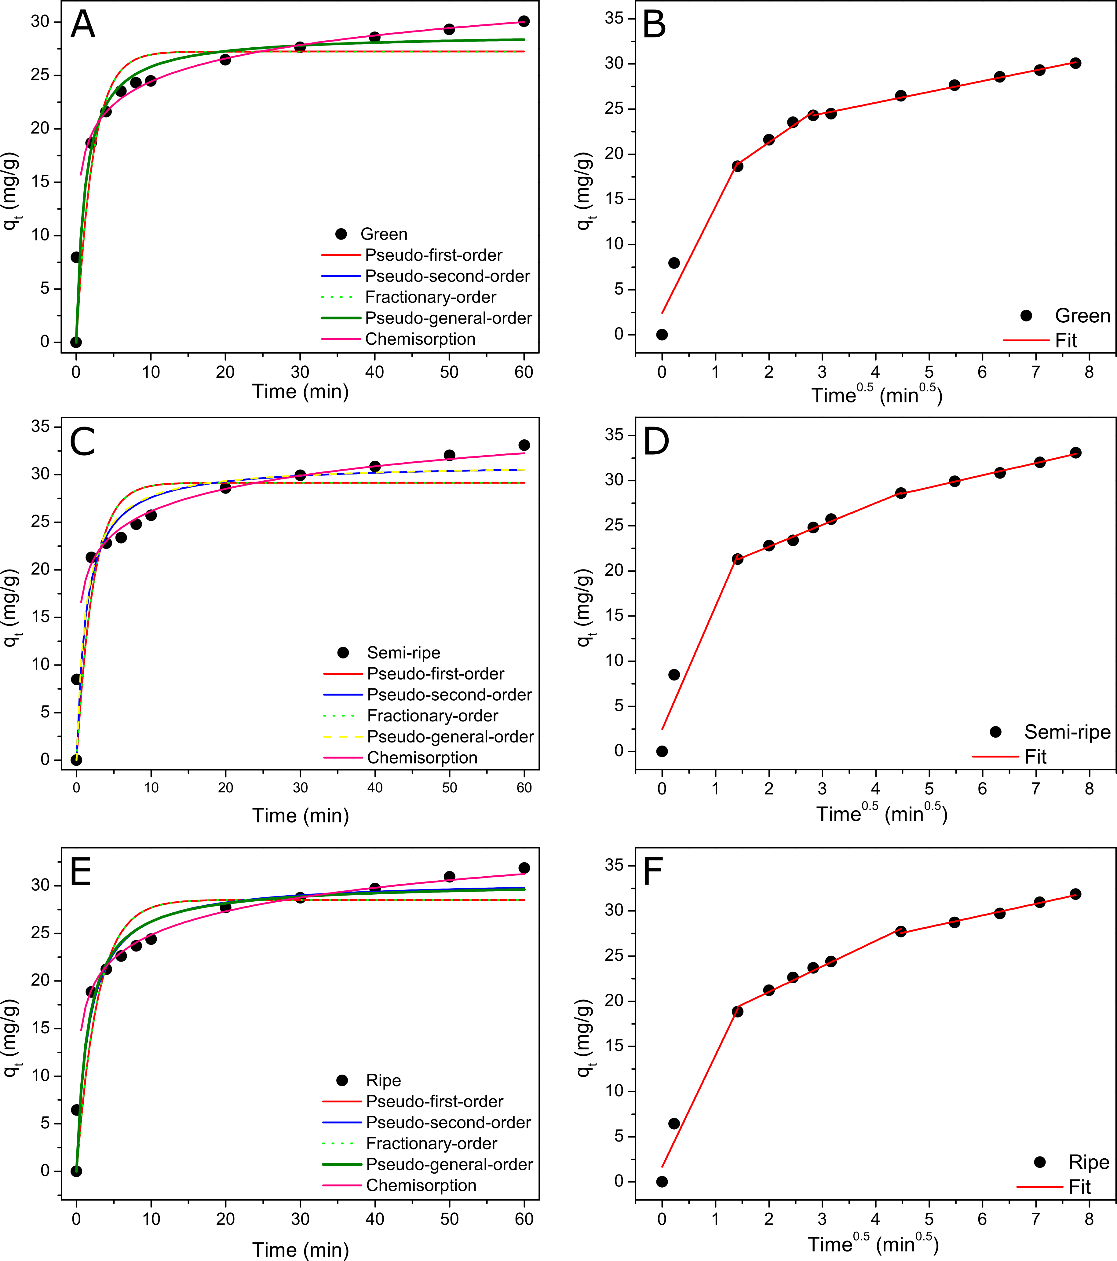 A
30
25
20
15
10
5
0
q_t (mg/g)
Green
Pseudo-first-order
Pseudo-second-order
Fractionary-order
Pseudo-general-order
Chemisorption
0 10 20 30 40 50 60
Time (min)
B
35
30
25
20
15
10
5
0
q_t (mg/g)
Green
Fit
0 1 2 3 4 5 6 7 8
Time^0.5 (min^0.5)
C
35
30
25
20
15
10
5
0
q_t (mg/g)
Semi-ripe
Pseudo-first-order
Pseudo-second-order
Fractionary-order
Pseudo-general-order
Chemisorption
0 10 20 30 40 50 60
Time (min)
D
35
30
25
20
15
10
5
0
q_t (mg/g)
Semi-ripe
Fit
0 1 2 3 4 5 6 7 8
Time^0.5 (min^0.5)
E
30
25
20
15
10
5
0
q_t (mg/g)
Ripe
Pseudo-first-order
Pseudo-second-order
Fractionary-order
Pseudo-general-order
Chemisorption
0 10 20 30 40 50 60
Time (min)
F
35
30
25
20
15
10
5
0
q_t (mg/g)
Ripe
Fit
0 1 2 3 4 5 6 7 8
Time^0.5 (min^0.5)